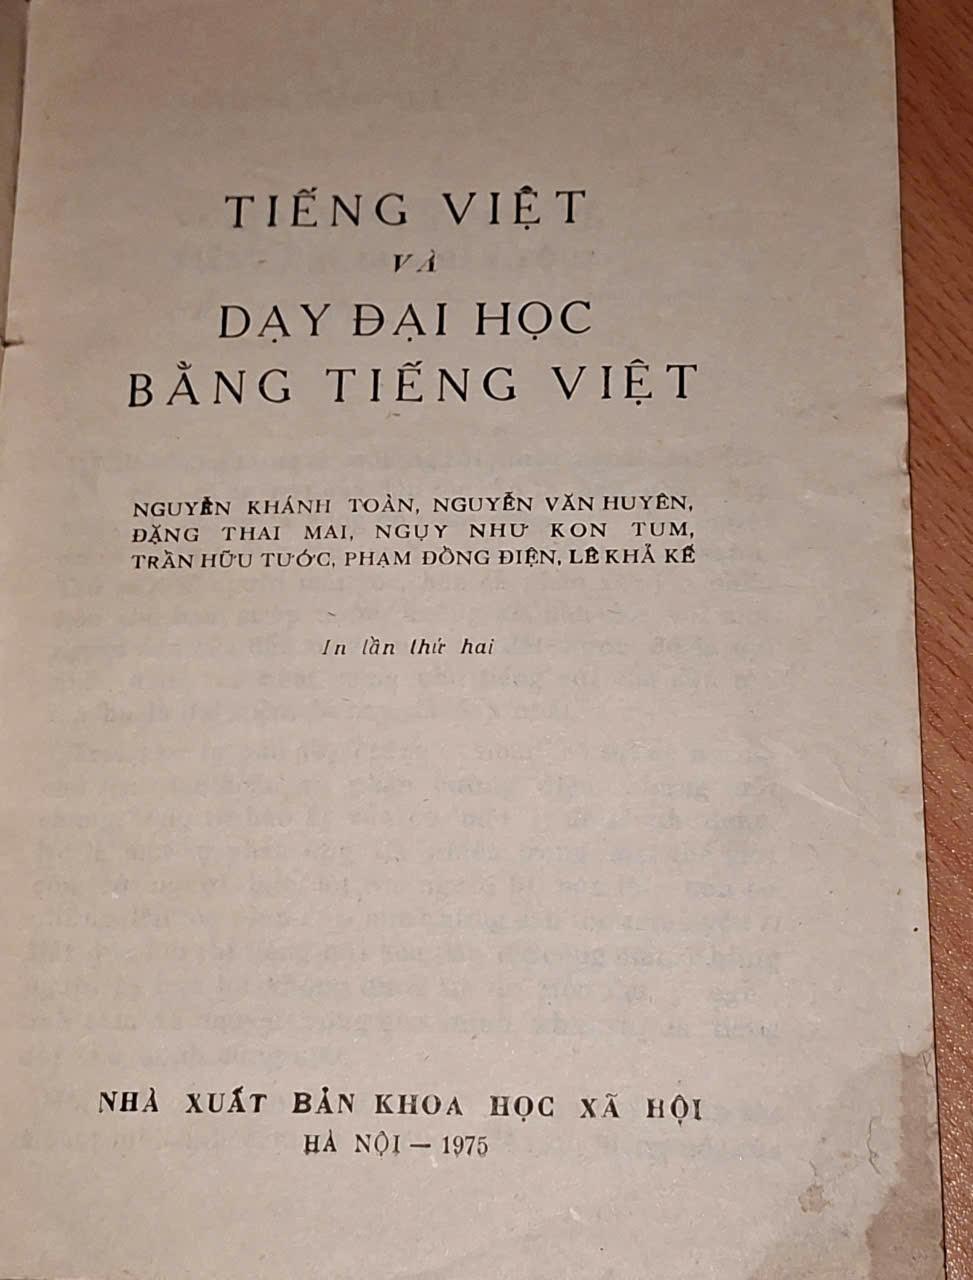 TIẾNG VIỆT
VÀ
DẠY ĐẠI HỌC
BẰNG TIẾNG VIỆT
NGUYỄN KHÁNH TOÀN, NGUYỄN VĂN HUYÊN,
ĐẶNG THAI MAI, NGỤY NHƯ KON TUM,
TRẦN HỮU TƯỚC, PHẠM ĐỒNG ĐIỆN, LÊ KHẢ KẾ
In lần thứ hai
NHÀ XUẤT BẢN KHOA HỌC XÃ HỘI
HÀ NỘI — 1975